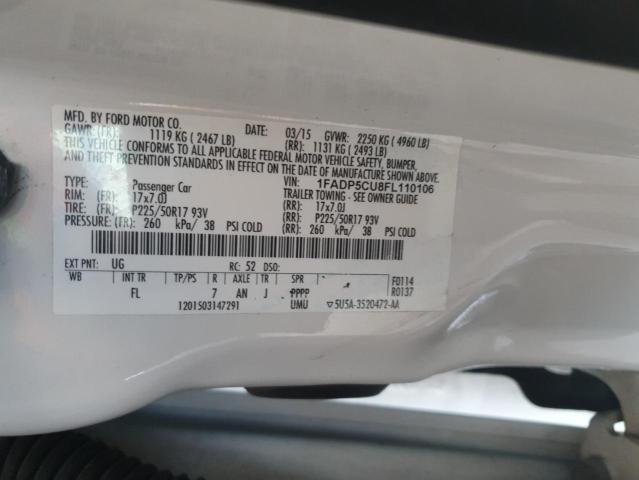 MFD. BY FORD MOTOR CO.
DATE: 03/15 GVWR: 2250 KG ( 4960 LB)
GAWR: (FR): 1119 KG ( 2467 LB) (RR): 1131 KG ( 2493 LB)
THIS VEHICLE CONFORMS TO ALL APPLICABLE FEDERAL MOTOR VEHICLE SAFETY, BUMPER,
AND THEFT PREVENTION STANDARDS IN EFFECT ON THE DATE OF MANUFACTURE SHOWN ABOVE.
VIN: 1FADP5CU8FL110106
TYPE: Passenger Car TRAILER TOWING - SEE OWNER GUIDE
RIM: (FR) 17x7.0J (RR): 17x7.0J
TIRE: (FR) P225/50R17 93V (RR): P225/50R17 93V
PRESSURE: (FR): 260 kPa/ 38 PSI COLD (RR): 260 kPa/ 38 PSI COLD
EXT PNT: UG RC: 52 DSO:
WB INT TR TP/PS R AXLE TR SPR F0114
FL 7 AN J PPPP R0137
1201503147291 UMU ▽5U5A-3520472-AA